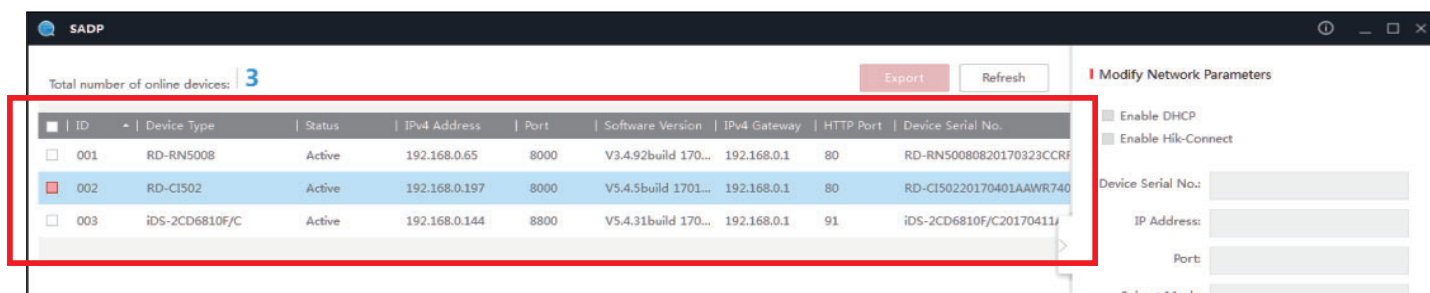 SADP
Total number of online devices: 3
Export Refresh
ID Device Type Status IPv4 Address Port Software Version IPv4 Gateway HTTP Port Device Serial No.
001 RD-RN5008 Active 192.168.0.65 8000 V3.4.92build 170... 192.168.0.1 80 RD-RN50080820170323CCRR
002 RD-CI502 Active 192.168.0.197 8000 V5.4.5build 1701... 192.168.0.1 80 RD-CI50220170401AAWR740
003 iDS-2CD6810F/C Active 192.168.0.144 8800 V5.4.31build 170... 192.168.0.1 91 iDS-2CD6810F/C20170411
Modify Network Parameters
Enable DHCP
Enable Hik-Connect
Device Serial No.:
IP Address:
Port: